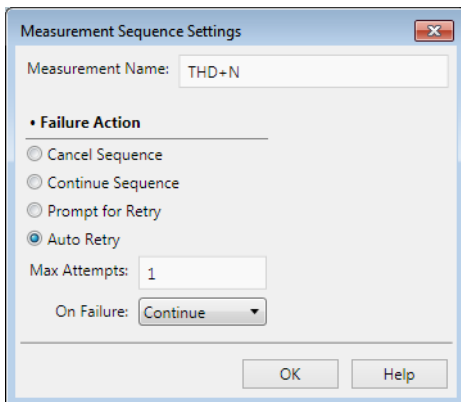 Measurement Sequence Settings
Measurement Name: THD+N
• Failure Action
Cancel Sequence
Continue Sequence
Prompt for Retry
Auto Retry
Max Attempts: 1
On Failure: Continue
OK Help